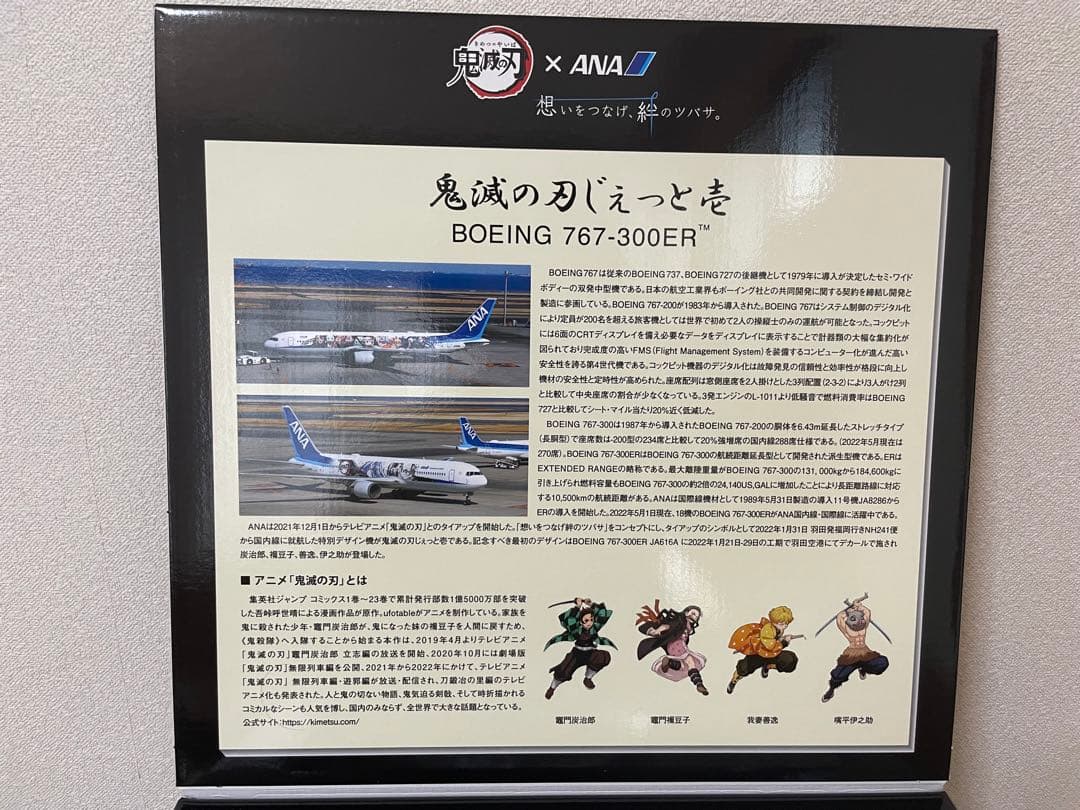 きめつのやいば
鬼滅の刃 × ANA
想いをつなげ、絆のツバサ。
鬼滅の刃じぇっと壱
BOEING 767-300ER™
BOEING767は従来のBOEING737、BOEING727の後継機として1979年に導入が決定したセミ・ワイド
ボディーの双発中型機である。日本の航空工業界もボーイング社との共同開発に関する契約を締結し開発と
製造に参画している。BOEING 767-200が1983年から導入された。BOEING 767はシステム制御のデジタル化
により定員が200名を超える旅客機としては世界で初めて2人の操縦士のみの運航が可能となった。コックピット
には6面のCRTディスプレイを備え必要なデータをディスプレイに表示することで計器類の大幅な集約化が
図られており完成度の高いFMS（Flight Management System）を装備するコンピューター化が進んだ高い
安全性を誇る第4世代機である。コックピット機器のデジタル化は故障発見の信頼性と効率性が格段に向上し
機材の安全性と定時性が高められた。座席配列は窓側座席を2人掛けとした3列配置（2-3-2）により3人がけ2列
と比較して中央座席の割合が少なくなっている。3発エンジンのL-1011より低騒音で燃料消費率はBOEING
727と比較してシート・マイル当たり20%近く低減した。
BOEING 767-300は1987年から導入されたBOEING 767-200の胴体を6.43m延長したストレッチタイプ
（長胴型）で座席数は-200型の234席と比較して20%強増席の国内線288席仕様である。（2022年5月現在は
270席）。BOEING 767-300ERはBOEING 767-300の航続距離延長型として開発された派生型機である。ERは
EXTENDED RANGEの略称である。最大離陸重量がBOEING 767-300の131, 000kgから184,600kgに
引き上げられ燃料容量もBOEING 767-300の約2倍の24,140US,GALに増加したことにより長距離路線に対応
する10,500kmの航続距離がある。ANAは国際線機材として1989年5月31日製造の導入11号機JA8286から
ERの導入を開始した。2022年5月1日現在、18機のBOEING 767-300ERがANA国内線・国際線に活躍中である。
ANAは2021年12月1日からテレビアニメ「鬼滅の刃」とのタイアップを開始した。「想いをつなげ絆のツバサ」をコンセプトにし、タイアップのシンボルとして2022年1月31日 羽田発福岡行きNH241便
から国内線に就航した特別デザイン機が鬼滅の刃じぇっと壱である。記念すべき最初のデザインはBOEING 767-300ER JA616A に2022年1月21日-29日の工期で羽田空港にてデカールで施され
炭治郎、禰豆子、善逸、伊之助が登場した。
■ アニメ「鬼滅の刃」とは
集英社ジャンプ コミックス1巻～23巻で累計発行部数1億5000万部を突破
した吾峠呼世晴による漫画作品が原作。ufotableがアニメを制作している。家族を
鬼に殺された少年・竈門炭治郎が、鬼になった妹の禰豆子を人間に戻すため、
《鬼殺隊》へ入隊することから始まる本作は、2019年4月よりテレビアニメ
「鬼滅の刃」竈門炭治郎 立志編の放送を開始、2020年10月には劇場版
「鬼滅の刃」無限列車編を公開、2021年から2022年にかけて、テレビアニメ
「鬼滅の刃」 無限列車編・遊郭編が放送・配信され、刀鍛冶の里編のテレビ
アニメ化も発表された。人と鬼の切ない物語、鬼気迫る剣戟、そして時折描かれる
コミカルなシーンも人気を博し、国内のみならず、全世界で大きな話題となっている。
公式サイト:https://kimetsu.com/
竈門炭治郎
竈門禰豆子
我妻善逸
嘴平伊之助
ANA
ANA
ANA